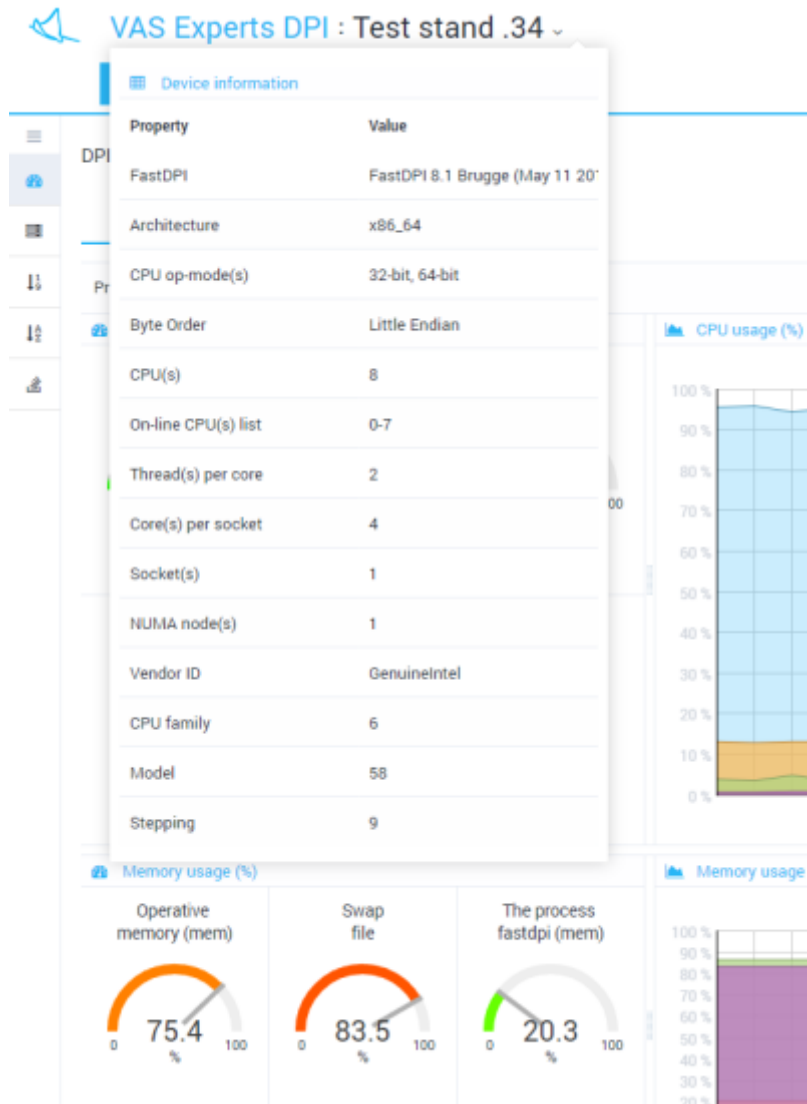 VAS Experts DPI : Test stand .34
Device information
Property Value
FastDPI FastDPI 8.1 Brugge (May 11 20
Architecture x86_64
CPU op-mode(s) 32-bit, 64-bit
Byte Order Little Endian
CPU(s) 8
On-line CPU(s) list 0-7
Thread(s) per core 2
Core(s) per socket 4
Socket(s) 1
NUMA node(s) 1
Vendor ID GenuineIntel
CPU family 6
Model 58
Stepping 9
DPI
Pr
00
CPU usage (%)
100 %
90 %
80 %
70 %
60 %
50 %
40 %
30 %
20 %
10 %
0 %
Memory usage (%)
Operative
memory (mem)
75.4
%
0 100
Swap
file
83.5
%
0 100
The process
fastdpi (mem)
20.3
%
0 100
Memory usage
100 %
90 %
80 %
70 %
60 %
50 %
40 %
30 %
20 %